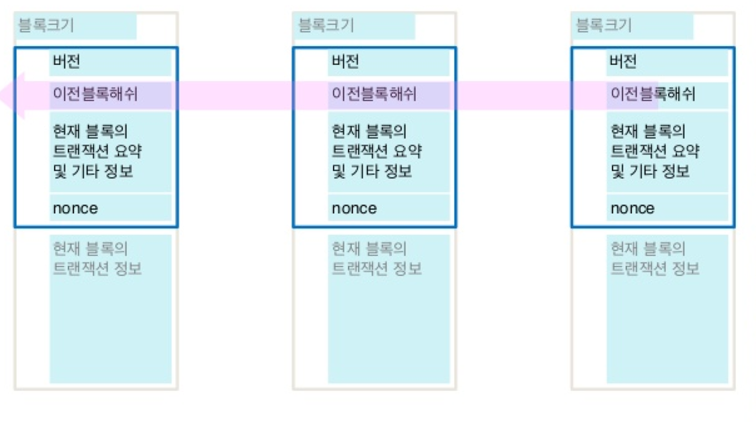 블록크기
버전
이전블록해쉬
현재 블록의
트랜잭션 요약
및 기타 정보
nonce
현재 블록의
트랜잭션 정보
블록크기
버전
이전블록해쉬
현재 블록의
트랜잭션 요약
및 기타 정보
nonce
현재 블록의
트랜잭션 정보
블록크기
버전
이전블록해쉬
현재 블록의
트랜잭션 요약
및 기타 정보
nonce
현재 블록의
트랜잭션 정보